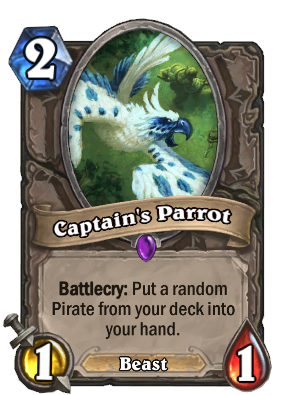 2
Captain's Parrot
Battlecry: Put a random
Pirate from your deck into
your hand.
1
Beast
1